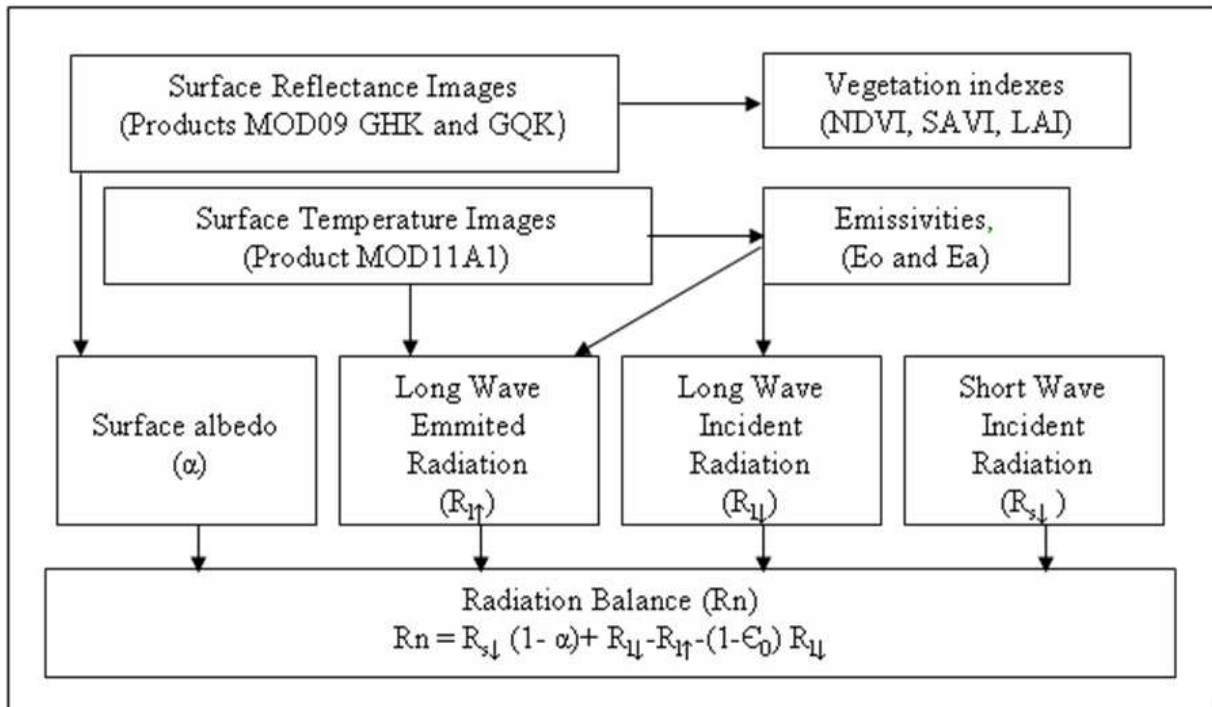 Surface Reflectance Images
(Products MOD09 GHK and GQK)
Vegetation indexes
(NDVI, SAVI, LAI)
Surface Temperature Images
(Product MOD11A1)
Emissivities,
(Eo and Ea)
Surface albedo
(α)
Long Wave
Emmited
Radiation
(Rl↑)
Long Wave
Incident
Radiation
(Rl↓)
Short Wave
Incident
Radiation
(Rs↓ )
Radiation Balance (Rn)
Rn = Rs↓ (1- α)+ Rl↓-Rl↑-(1-Є0) Rl↓